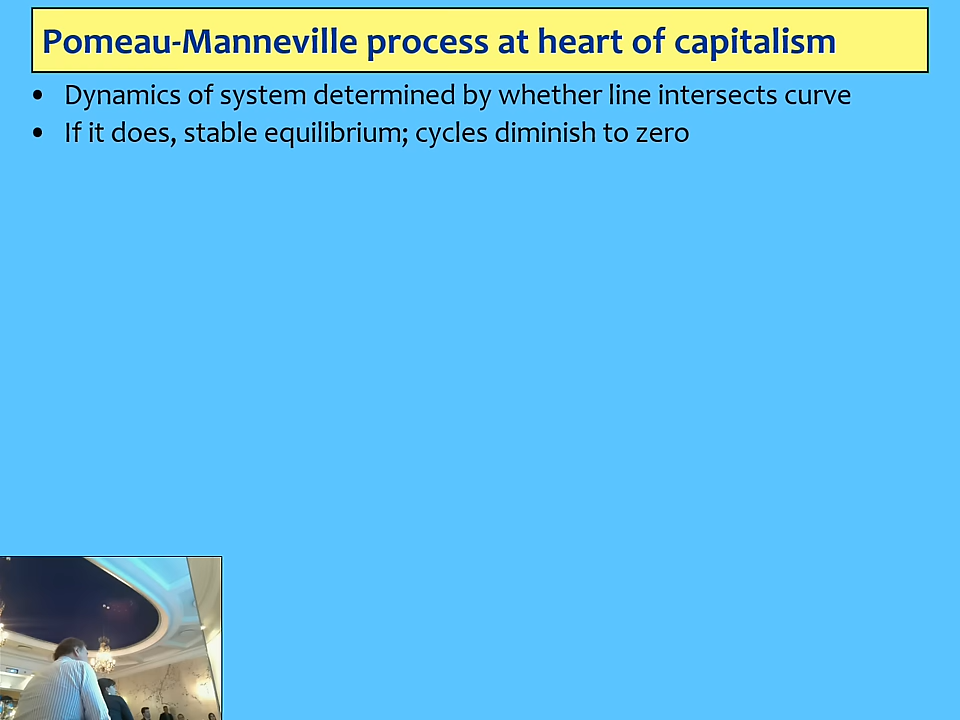 Pomeau-Manneville process at heart of capitalism
• Dynamics of system determined by whether line intersects curve
• If it does, stable equilibrium; cycles diminish to zero